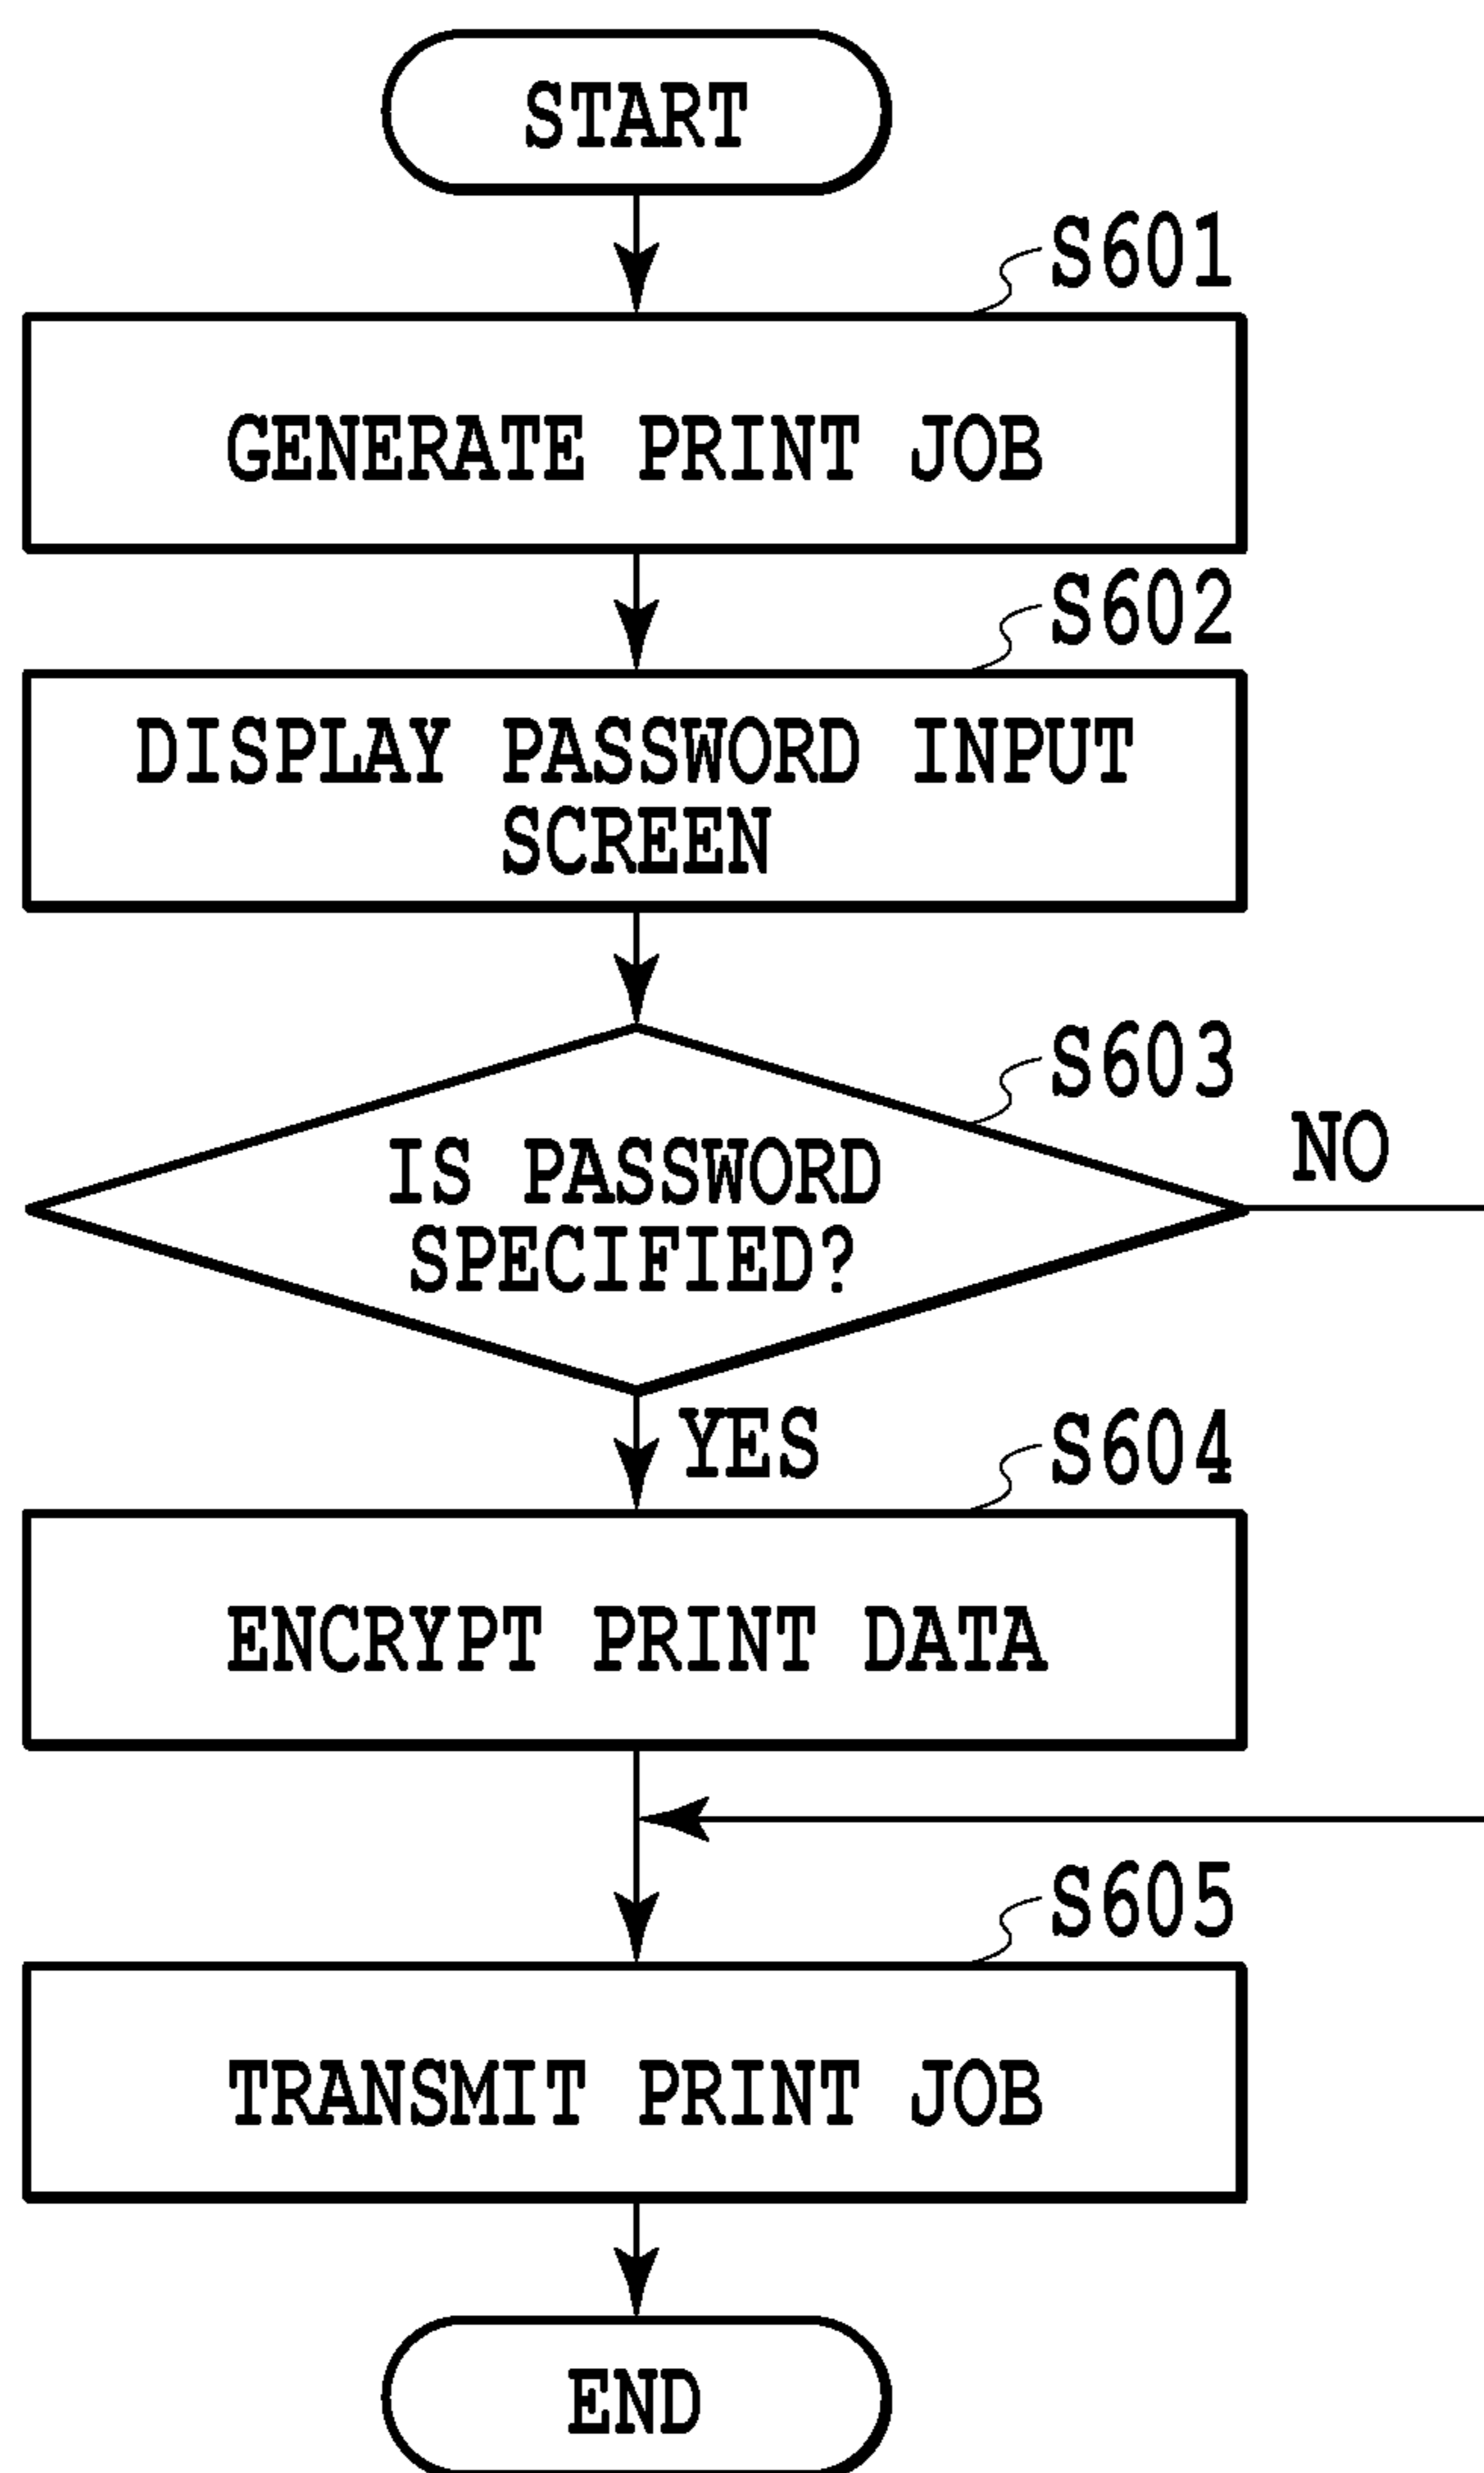 START
S601
GENERATE PRINT JOB
S602
DISPLAY PASSWORD INPUT
SCREEN
S603
NO
IS PASSWORD
SPECIFIED?
YES
S604
ENCRYPT PRINT DATA
S605
TRANSMIT PRINT JOB
END